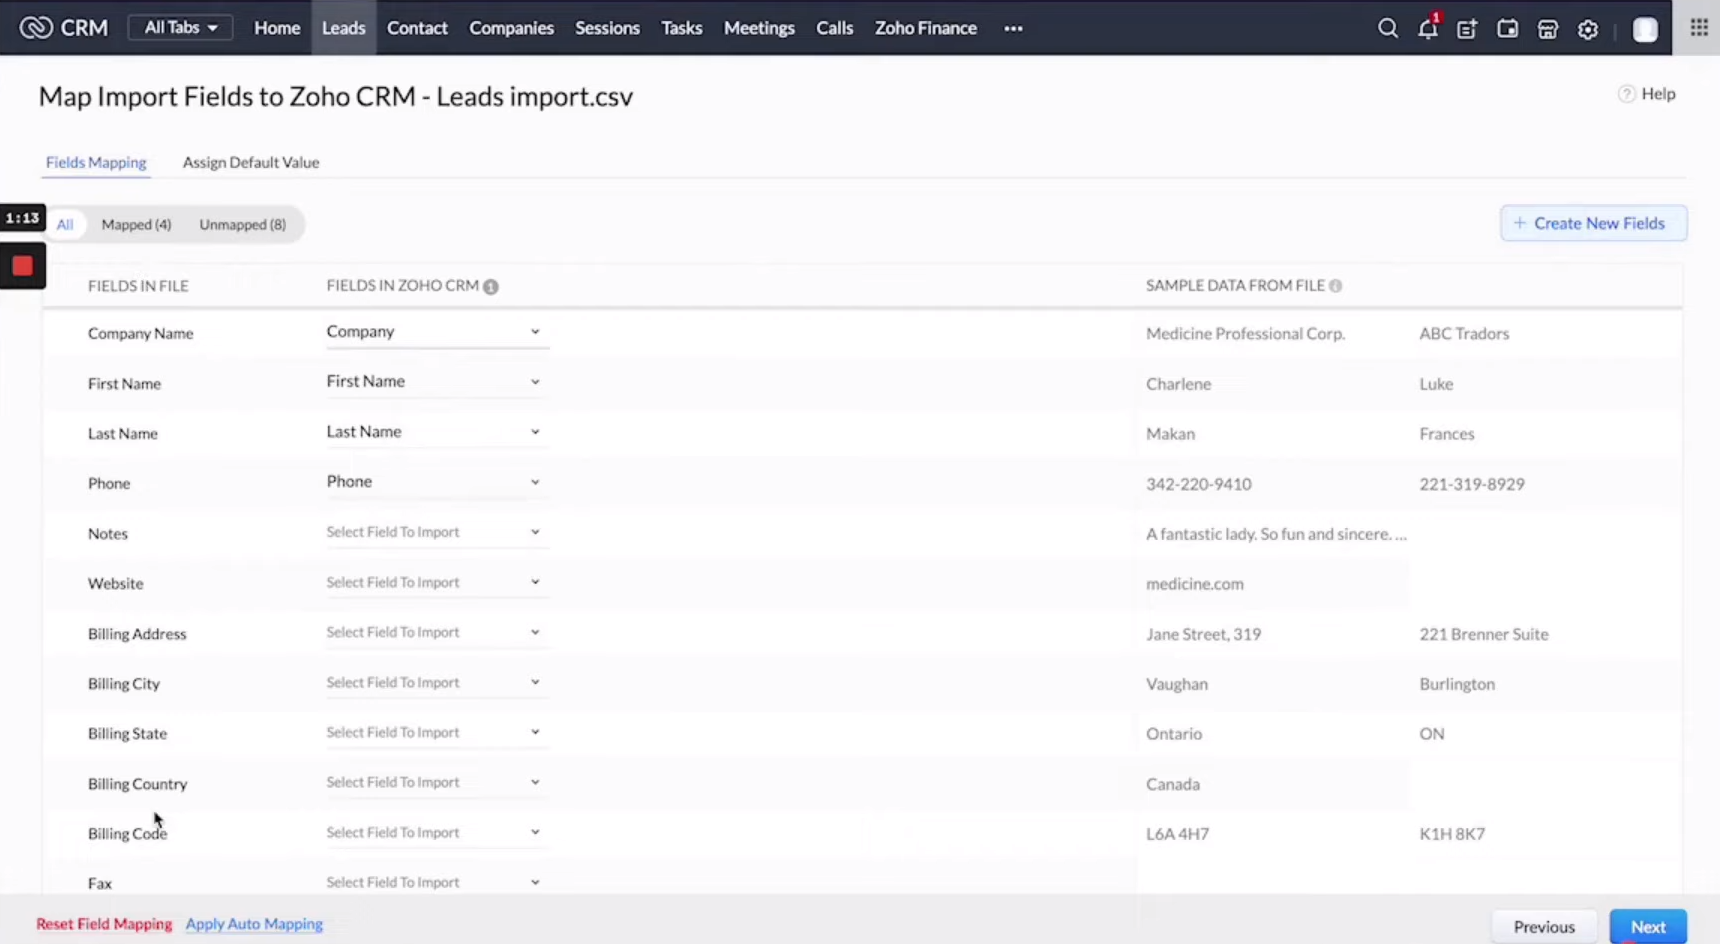 CRM All Tabs Home Leads Contact Companies Sessions Tasks Meetings Calls Zoho Finance ••• 1
Map Import Fields to Zoho CRM - Leads import.csv
? Help
Fields Mapping Assign Default Value
1:13
All Mapped (4) Unmapped (8)
+ Create New Fields
FIELDS IN FILE FIELDS IN ZOHO CRM SAMPLE DATA FROM FILE
Company Name Company Medicine Professional Corp. ABC Tradors
First Name First Name Charlene Luke
Last Name Last Name Makan Frances
Phone Phone 342-220-9410 221-319-8929
Notes Select Field To Import A fantastic lady. So fun and sincere. ...
Website Select Field To Import medicine.com
Billing Address Select Field To Import Jane Street, 319 221 Brenner Suite
Billing City Select Field To Import Vaughan Burlington
Billing State Select Field To Import Ontario ON
Billing Country Select Field To Import Canada
Billing Code Select Field To Import L6A 4H7 K1H 8K7
Fax Select Field To Import
Reset Field Mapping Apply Auto Mapping Previous Next